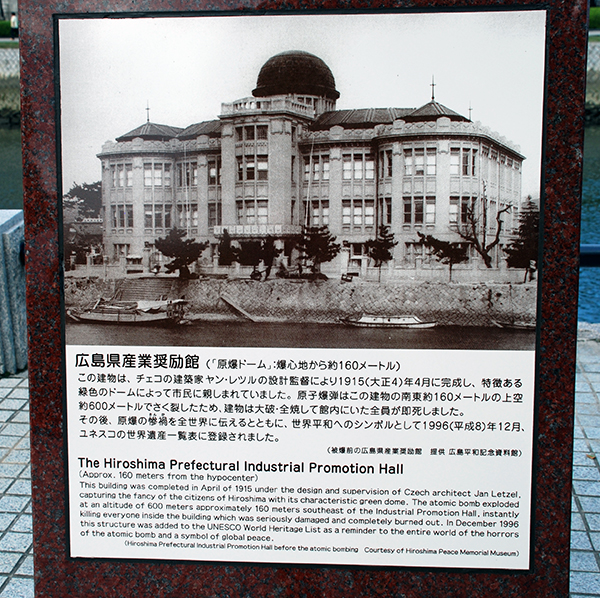 広島県産業奨励館 (「原爆ドーム」:爆心地から約160メートル)
この建物は、チェコの建築家ヤン・レツルの設計監督により1915(大正4)年4月に完成し、特徴ある
緑色のドームによって市民に親しまれていました。原子爆弾はこの建物の南東約160メートルの上空
約600メートルでさく裂したため、建物は大破・全焼して館内にいた全員が即死しました。
その後、原爆の惨禍を全世界に伝えるとともに、世界平和へのシンボルとして1996(平成8)年12月、
ユネスコの世界遺産一覧表に登録されました。
(被爆前の広島県産業奨励館 提供 広島平和記念資料館)
The Hiroshima Prefectural Industrial Promotion Hall
(Approx. 160 meters from the hypocenter)
This building was completed in April of 1915 under the design and supervision of Czech architect Jan Letzel,
capturing the fancy of the citizens of Hiroshima with its characteristic green dome. The atomic bomb exploded
at an altitude of 600 meters approximately 160 meters southeast of the Industrial Promotion Hall, instantly
killing everyone inside the building which was seriously damaged and completely burned out. In December 1996
this structure was added to the UNESCO World Heritage List as a reminder to the entire world of the horrors
of the atomic bomb and a symbol of global peace.
(Hiroshima Prefectural Industrial Promotion Hall before the atomic bombing Courtesy of Hiroshima Peace Memorial Museum)